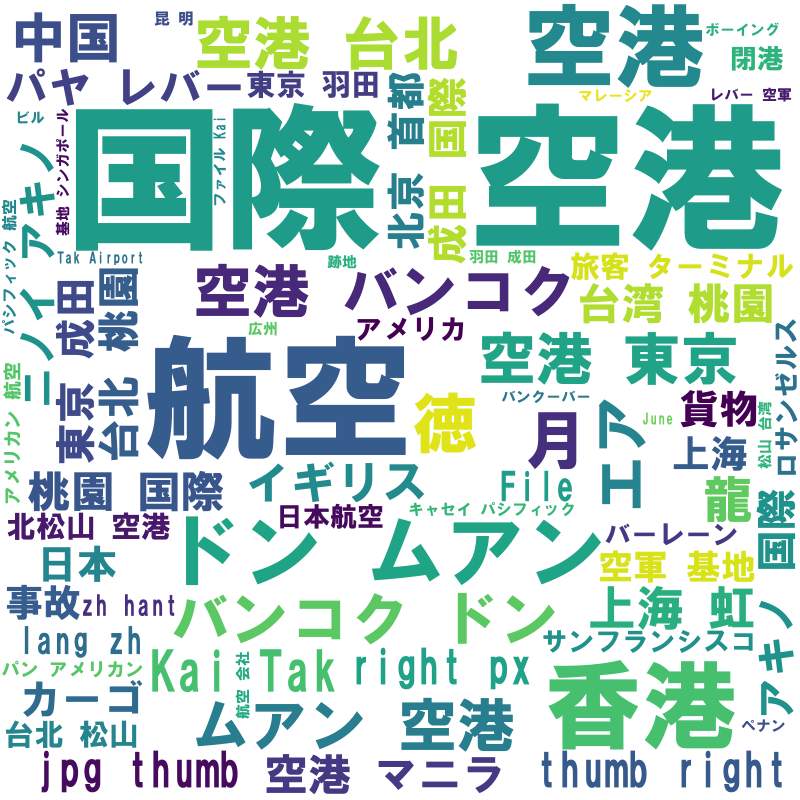 中国
昆 明
空港 台北
空港
ボーイング
閉港
パヤ レバー
東京 羽田
北京 首都
成田 国際
マレーシア
レバー 空軍
ビル
基地 シンガポール
ファイル Kai
国際 空港
ニノイ アキノ
パシフィック 航空
Tak Airport
跡地
羽田 成田
旅客 ターミナル
東京 成田
台北 桃園
空港 バンコク
台湾 桃園
広州
アメリカ
航空
空港 東京
ロサンゼルス
アメリカン 航空
バンクーバー
徳
月
エア
June
貨物
松山 台湾
上海
桃園 国際
イギリス
File
龍
国際
北松山 空港
日本航空
キャセイ パシフィック
バーレーン
日本
ドン ムアン
空軍 基地
事故
zh hant
バンコク ドン
上海 虹
lang zh
サンフランシスコ
アキノ
パン アメリカン
Kai Tak
right px
航空 会社
香港
カーゴ
ムアン 空港
ペナン
台北 松山
jpg thumb
空港 マニラ
thumb right